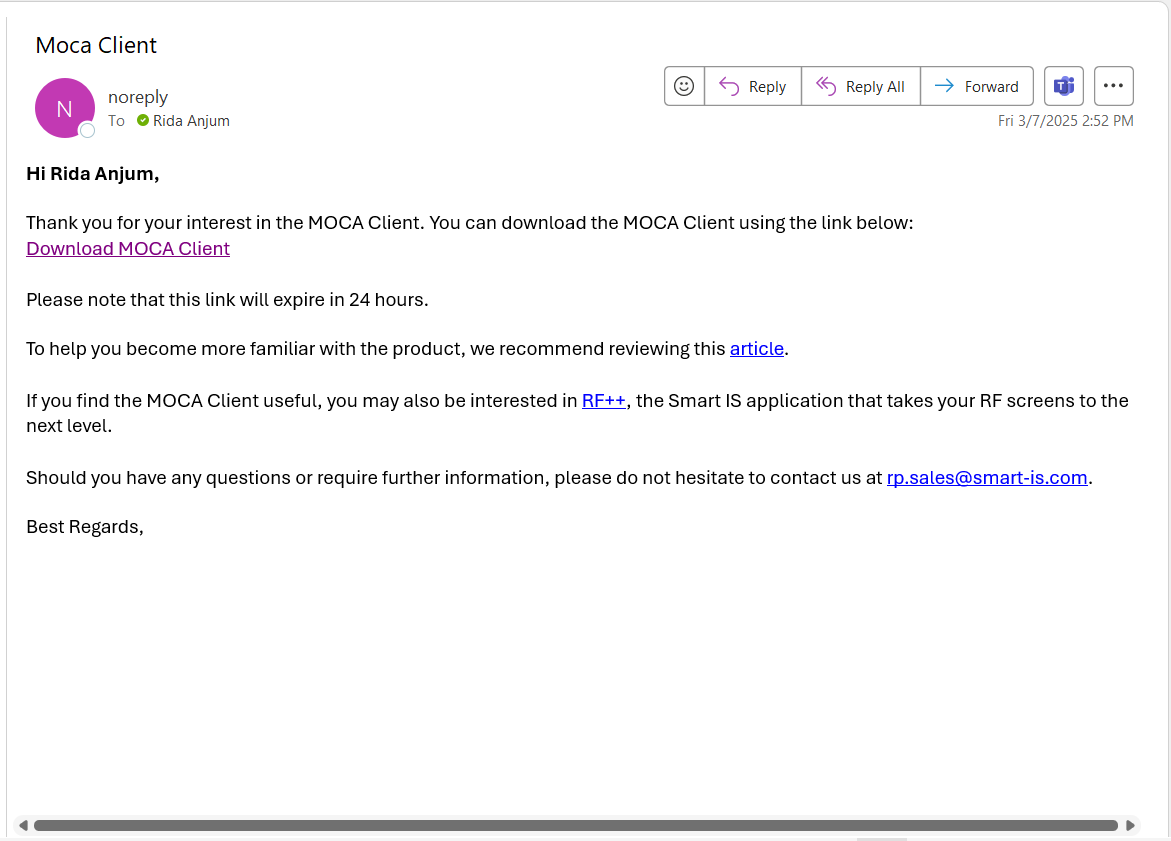 Moca Client
N
noreply
To Rida Anjum
Reply
Reply All
Forward
Fri 3/7/2025 2:52 PM
Hi Rida Anjum,
Thank you for your interest in the MOCA Client. You can download the MOCA Client using the link below:
Download MOCA Client
Please note that this link will expire in 24 hours.
To help you become more familiar with the product, we recommend reviewing this article.
If you find the MOCA Client useful, you may also be interested in RF++, the Smart IS application that takes your RF screens to the
next level.
Should you have any questions or require further information, please do not hesitate to contact us at rp.sales@smart-is.com.
Best Regards,